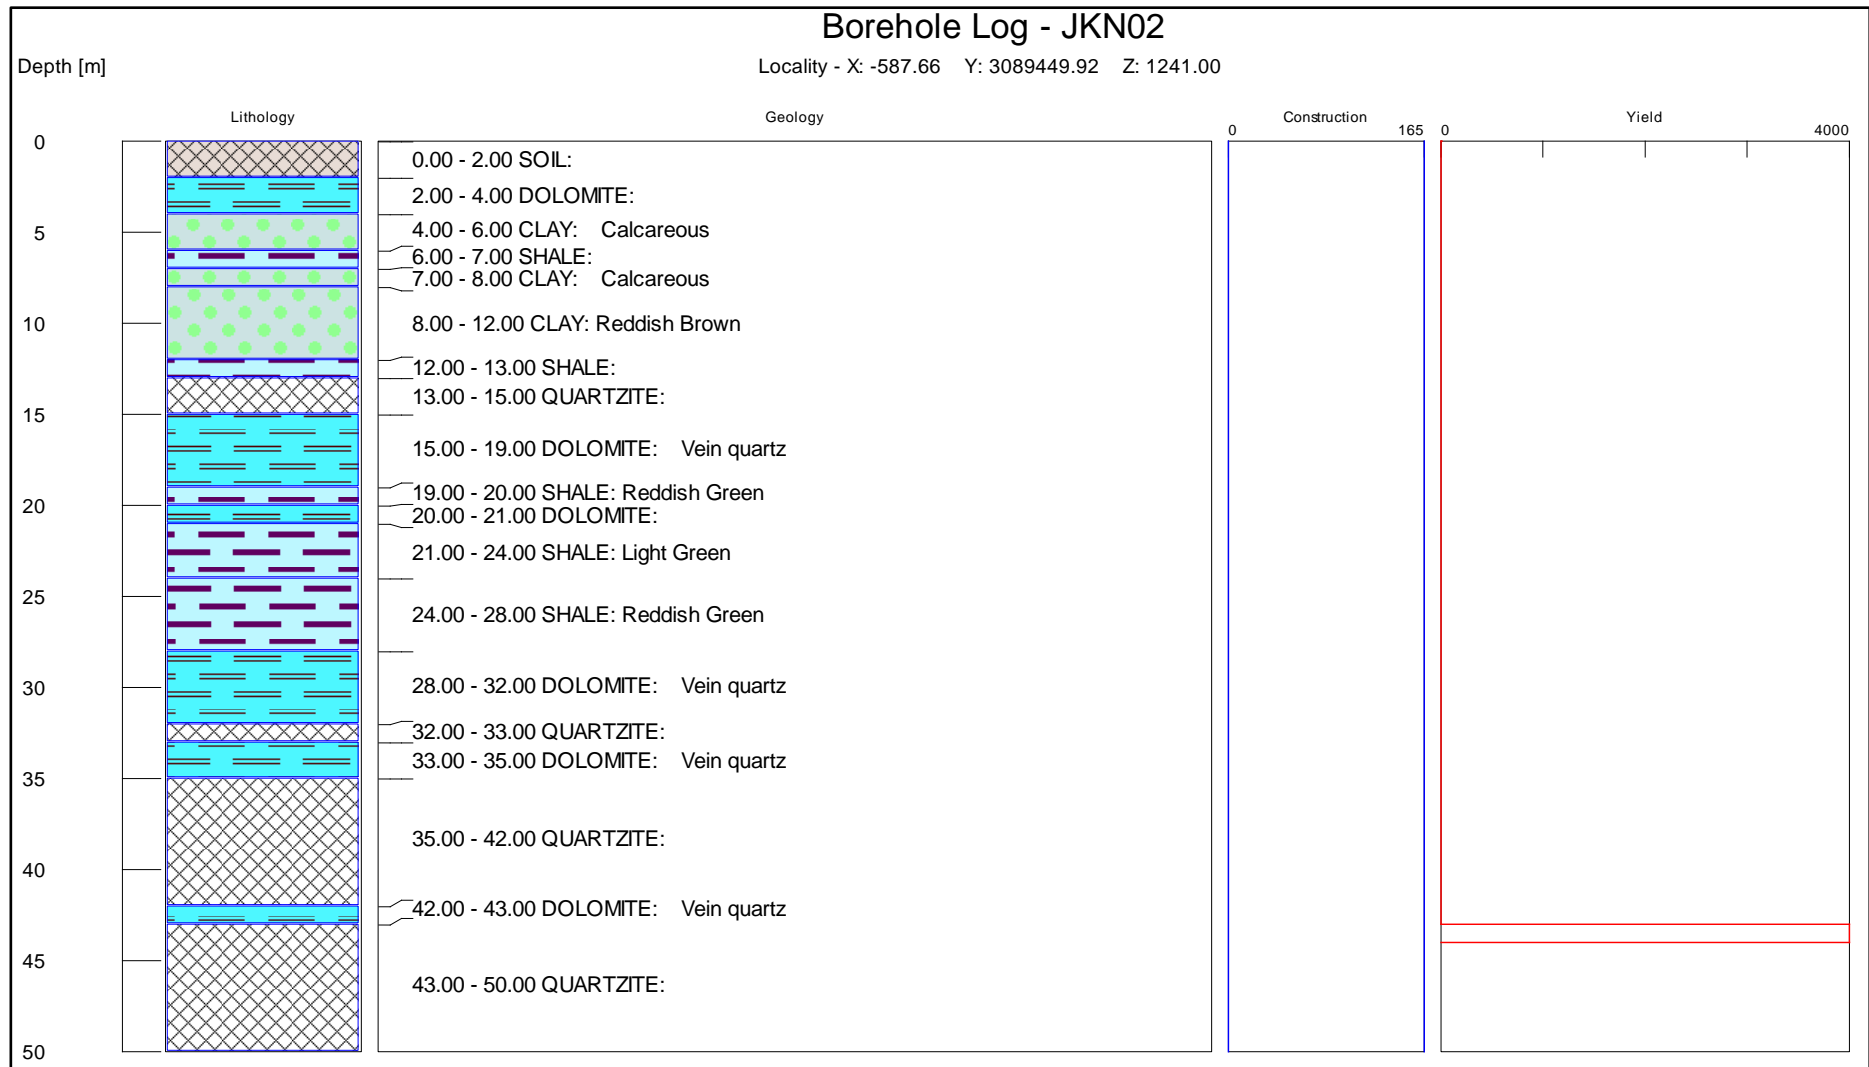 Borehole Log - JKN02
Depth [m]
Locality - X: -587.66 Y: 3089449.92 Z: 1241.00
Lithology
Geology
Construction
Yield
0 165
0 4000
0
0.00 - 2.00 SOIL:
2.00 - 4.00 DOLOMITE:
5
4.00 - 6.00 CLAY: Calcareous
6.00 - 7.00 SHALE:
7.00 - 8.00 CLAY: Calcareous
10
8.00 - 12.00 CLAY: Reddish Brown
12.00 - 13.00 SHALE:
13.00 - 15.00 QUARTZITE:
15
15.00 - 19.00 DOLOMITE: Vein quartz
19.00 - 20.00 SHALE: Reddish Green
20
20.00 - 21.00 DOLOMITE:
21.00 - 24.00 SHALE: Light Green
25
24.00 - 28.00 SHALE: Reddish Green
30
28.00 - 32.00 DOLOMITE: Vein quartz
32.00 - 33.00 QUARTZITE:
33.00 - 35.00 DOLOMITE: Vein quartz
35
35.00 - 42.00 QUARTZITE:
40
42.00 - 43.00 DOLOMITE: Vein quartz
45
43.00 - 50.00 QUARTZITE:
50